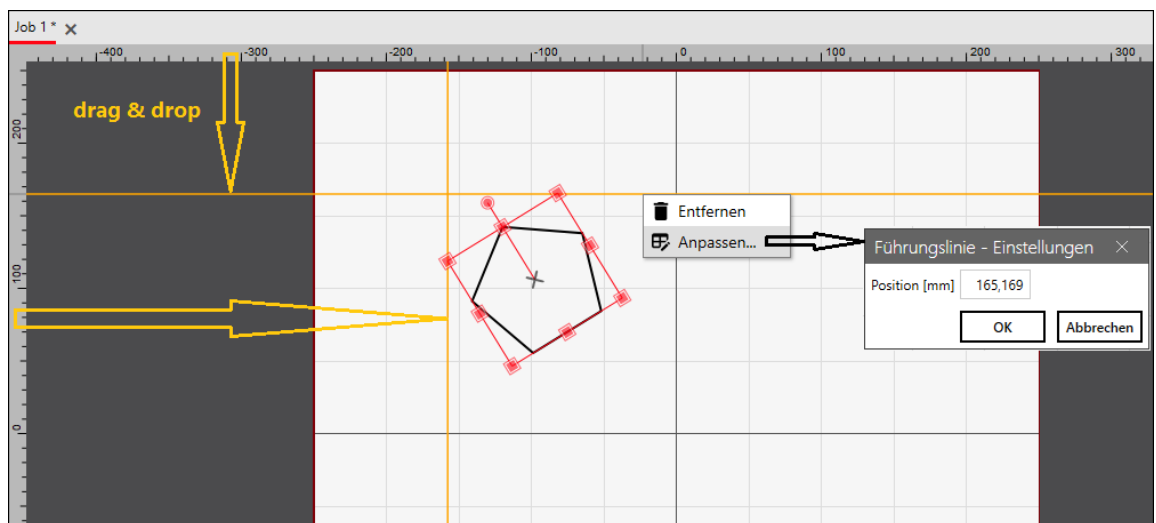 Job 1 *
-400 -300 -200 -100 0 100 200 300
drag & drop
200
Entfernen
Anpassen...
Führungslinie - Einstellungen
100
Position [mm] 165,169
OK Abbrechen
0